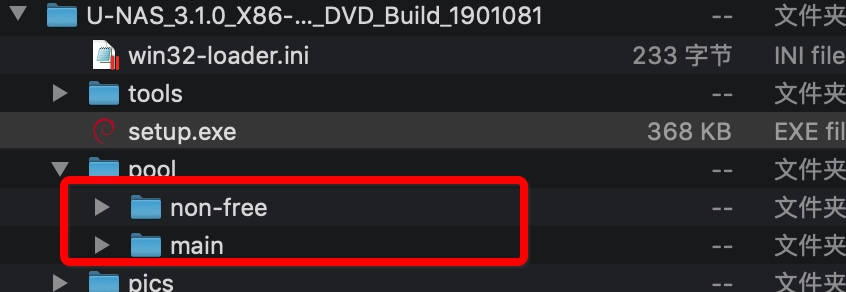 U-NAS_3.1.0_X86-..._DVD_Build_1901081 -- 文件夹
win32-loader.ini 233 字节 INI file
tools -- 文件夹
setup.exe 368 KB EXE fil
pool -- 文件夹
non-free -- 文件夹
main -- 文件夹
pics -- 文件夹